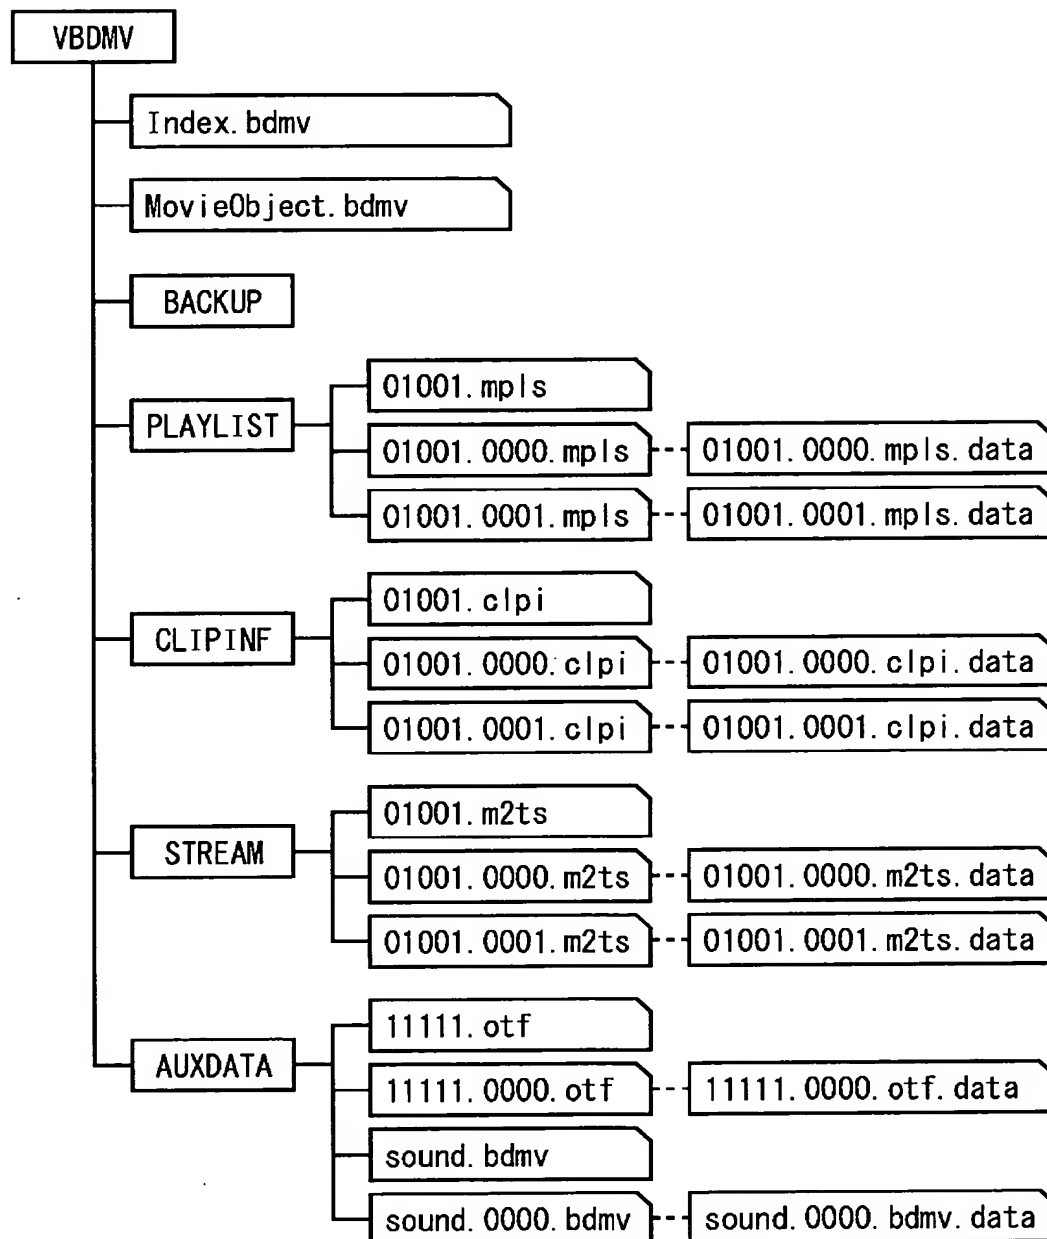 VBDMV
Index.bdmv
MovieObject.bdmv
BACKUP
PLAYLIST
01001.mpls
01001.0000.mpls
01001.0000.mpls.data
01001.0001.mpls
01001.0001.mpls.data
CLIPINF
01001.clpi
01001.0000.clpi
01001.0000.clpi.data
01001.0001.clpi
01001.0001.clpi.data
STREAM
01001.m2ts
01001.0000.m2ts
01001.0000.m2ts.data
01001.0001.m2ts
01001.0001.m2ts.data
AUXDATA
11111.otf
11111.0000.otf
11111.0000.otf.data
sound.bdmv
sound.0000.bdmv
sound.0000.bdmv.data